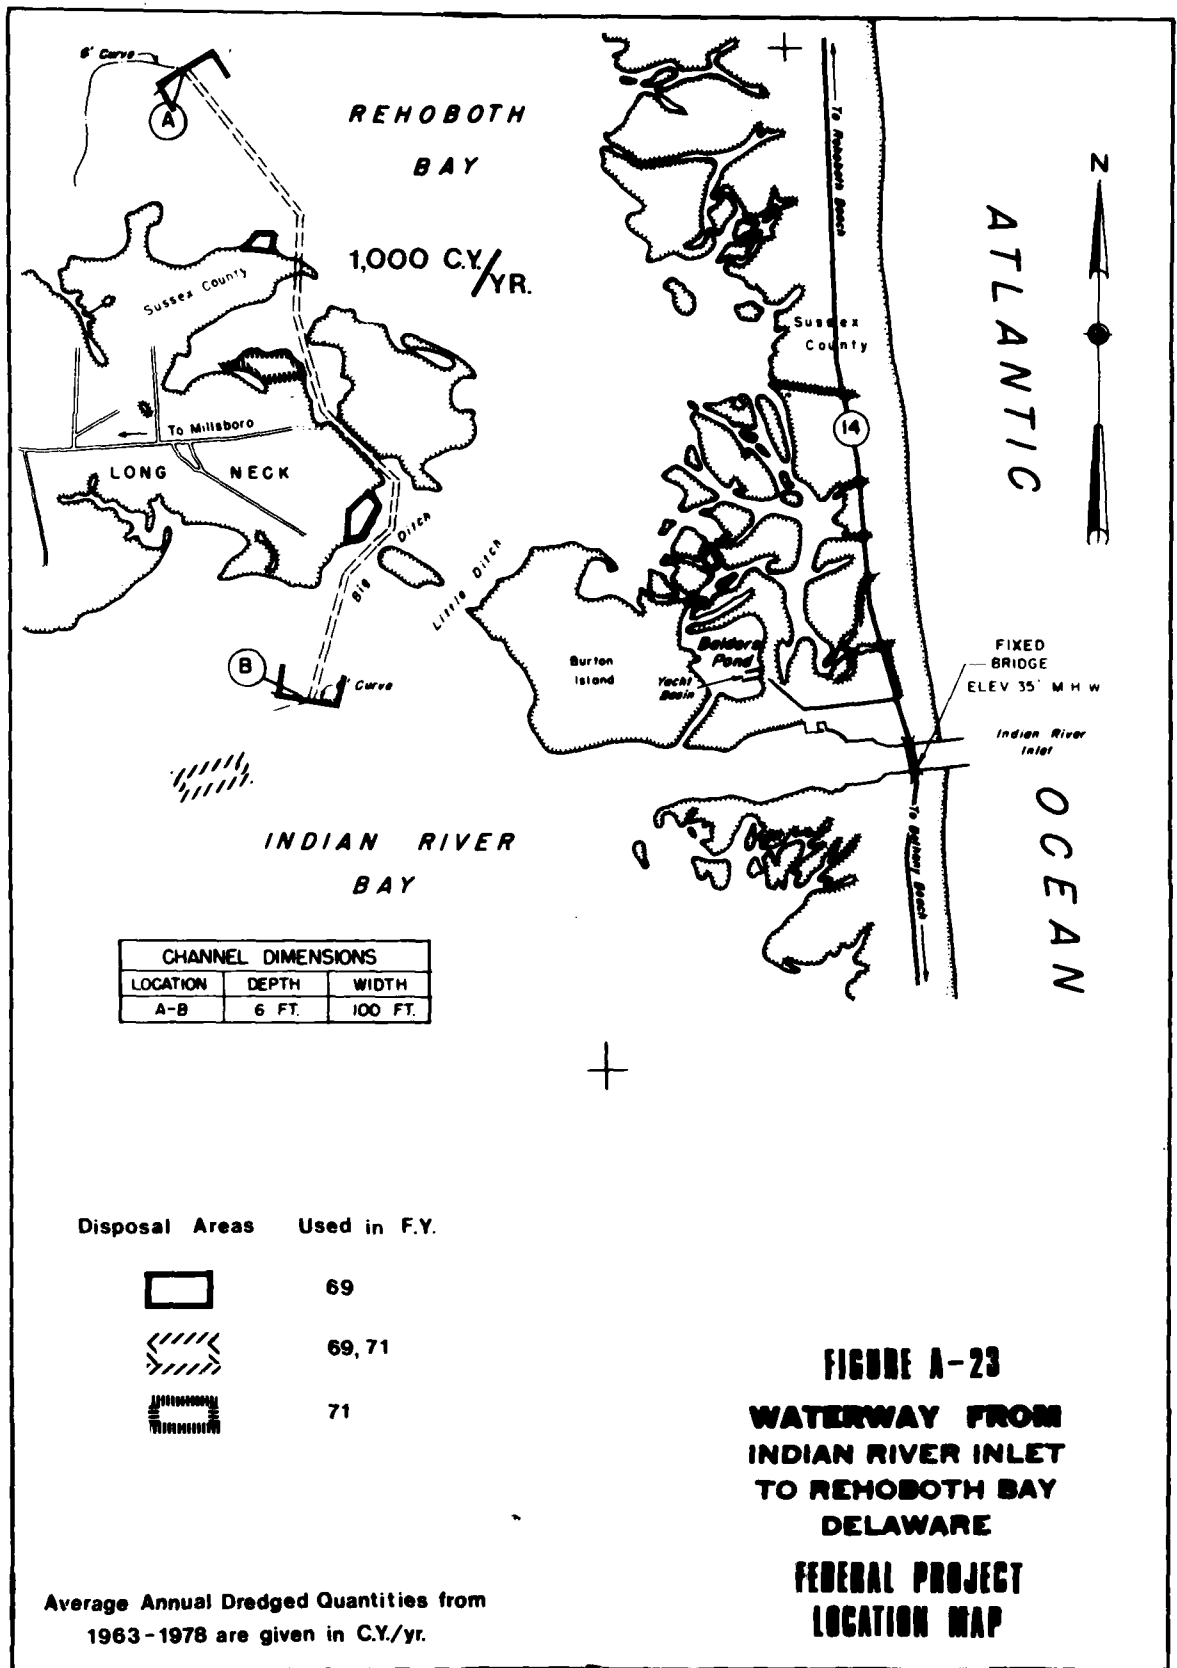 6' Curve
A
REHOBOTH
BAY
1,000 C.Y./YR.
Sussex County
To Millsboro
LONG NECK
Big Ditch
Little Ditch
B
' Curve
INDIAN RIVER
BAY
To Rehoboth Beach
Sussex
County
14
Burton
Island
Pond
Yacht
Basin
FIXED
BRIDGE
ELEV 35' M H W
Indian River
Inlet
To Bethany Beach
N
ATLANTIC
OCEAN
CHANNEL DIMENSIONS
LOCATION DEPTH WIDTH
A-B 6 FT. 100 FT.
Disposal Areas Used in F.Y.
69
69, 71
71
FIGURE A-23
WATERWAY FROM
INDIAN RIVER INLET
TO REHOBOTH BAY
DELAWARE
FEDERAL PROJECT
LOCATION MAP
Average Annual Dredged Quantities from
1963-1978 are given in C.Y./yr.